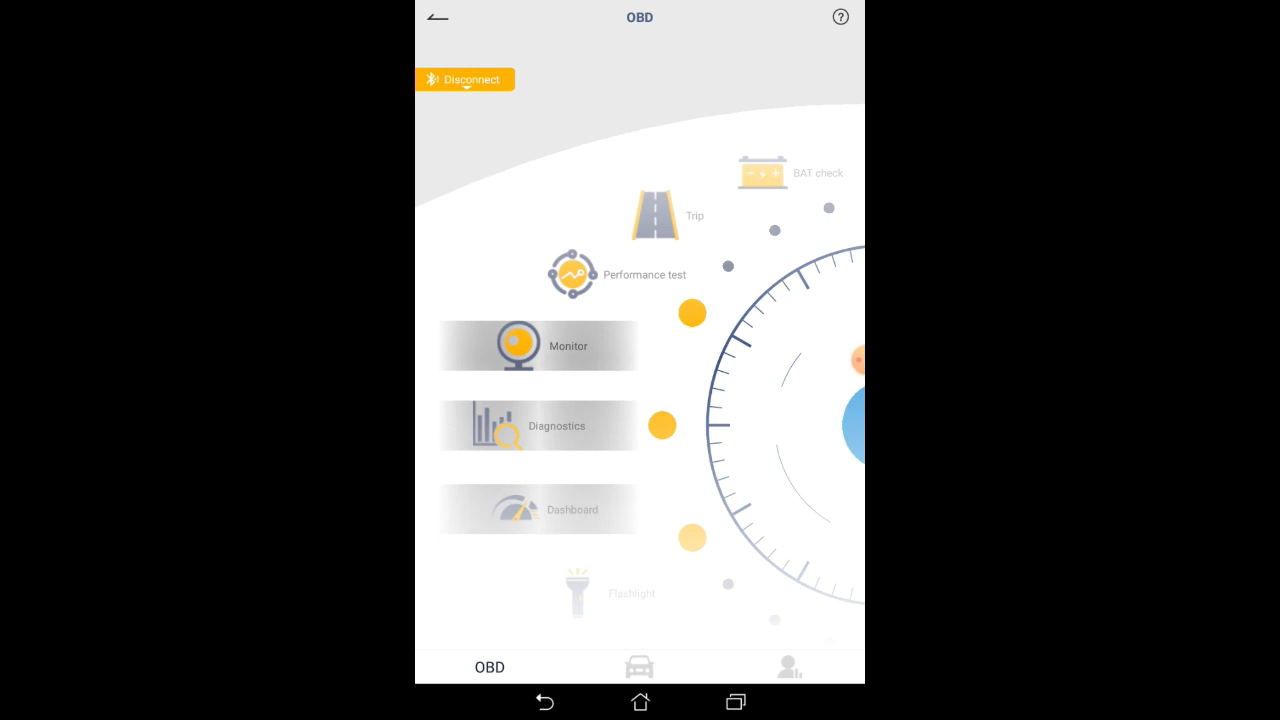 OBD
?
Disconnect
BAT check
Trip
Performance test
Monitor
Diagnostics
Dashboard
Flashlight
OBD